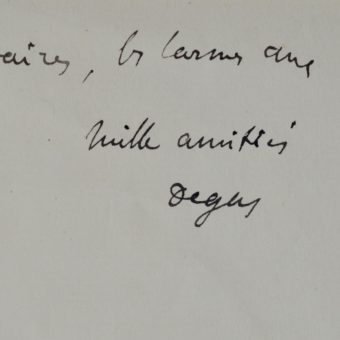 aires, les larmes aux
Mille amitiés
Degas